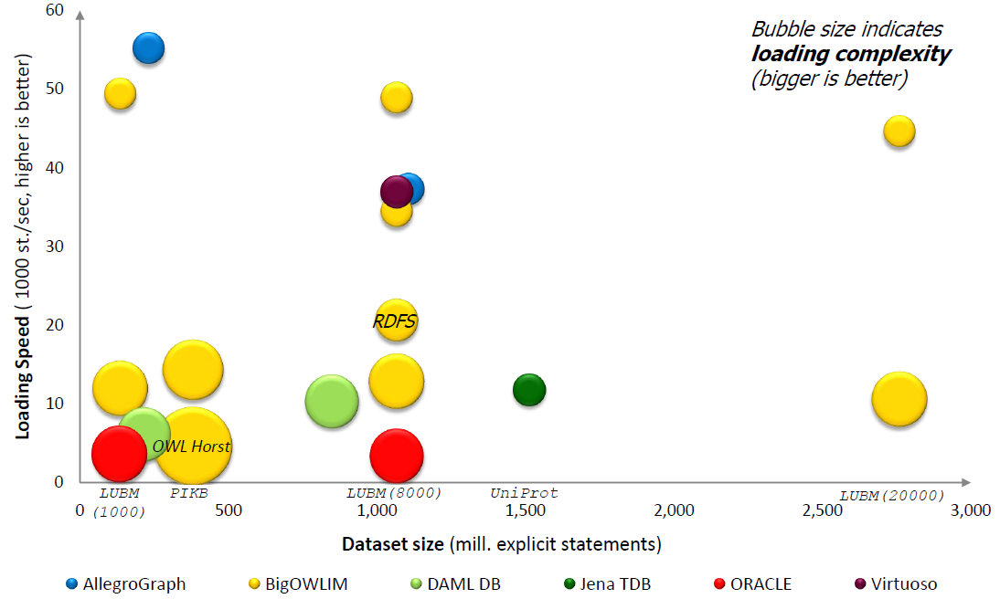 60
Bubble size indicates
loading complexity
(bigger is better)
50
40
30
20
10
0
Loading Speed ( 1000 st./sec, higher is better)
RDFS
OWL Horst
LUBM
(1000)
PIKB
LUBM(8000)
UniProt
LUBM(20000)
0 500 1,000 1,500 2,000 2,500 3,000
Dataset size (mill. explicit statements)
AllegroGraph BigOWLIM DAML DB Jena TDB ORACLE Virtuoso